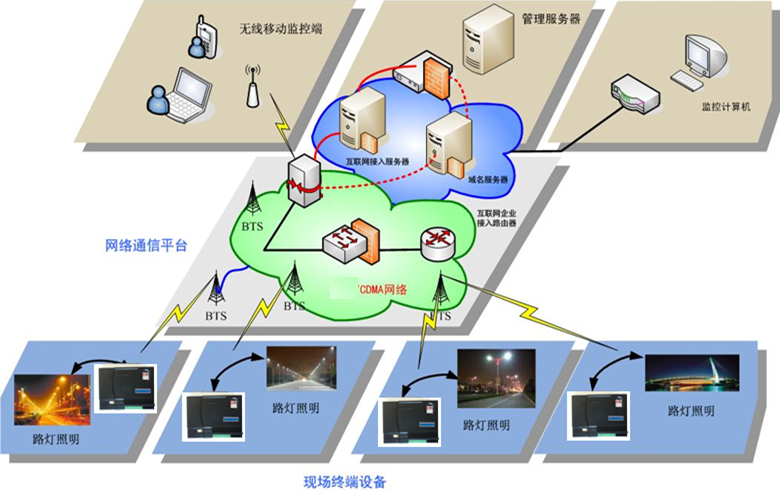 无线移动监控端
管理服务器
监控计算机
互联网接入服务器
域名服务器
互联网企业
接入路由器
BTS
网络通信平台
BTS
BTS
CDMA网络
BTS
路灯照明
路灯照明
路灯照明
路灯照明
现场终端设备